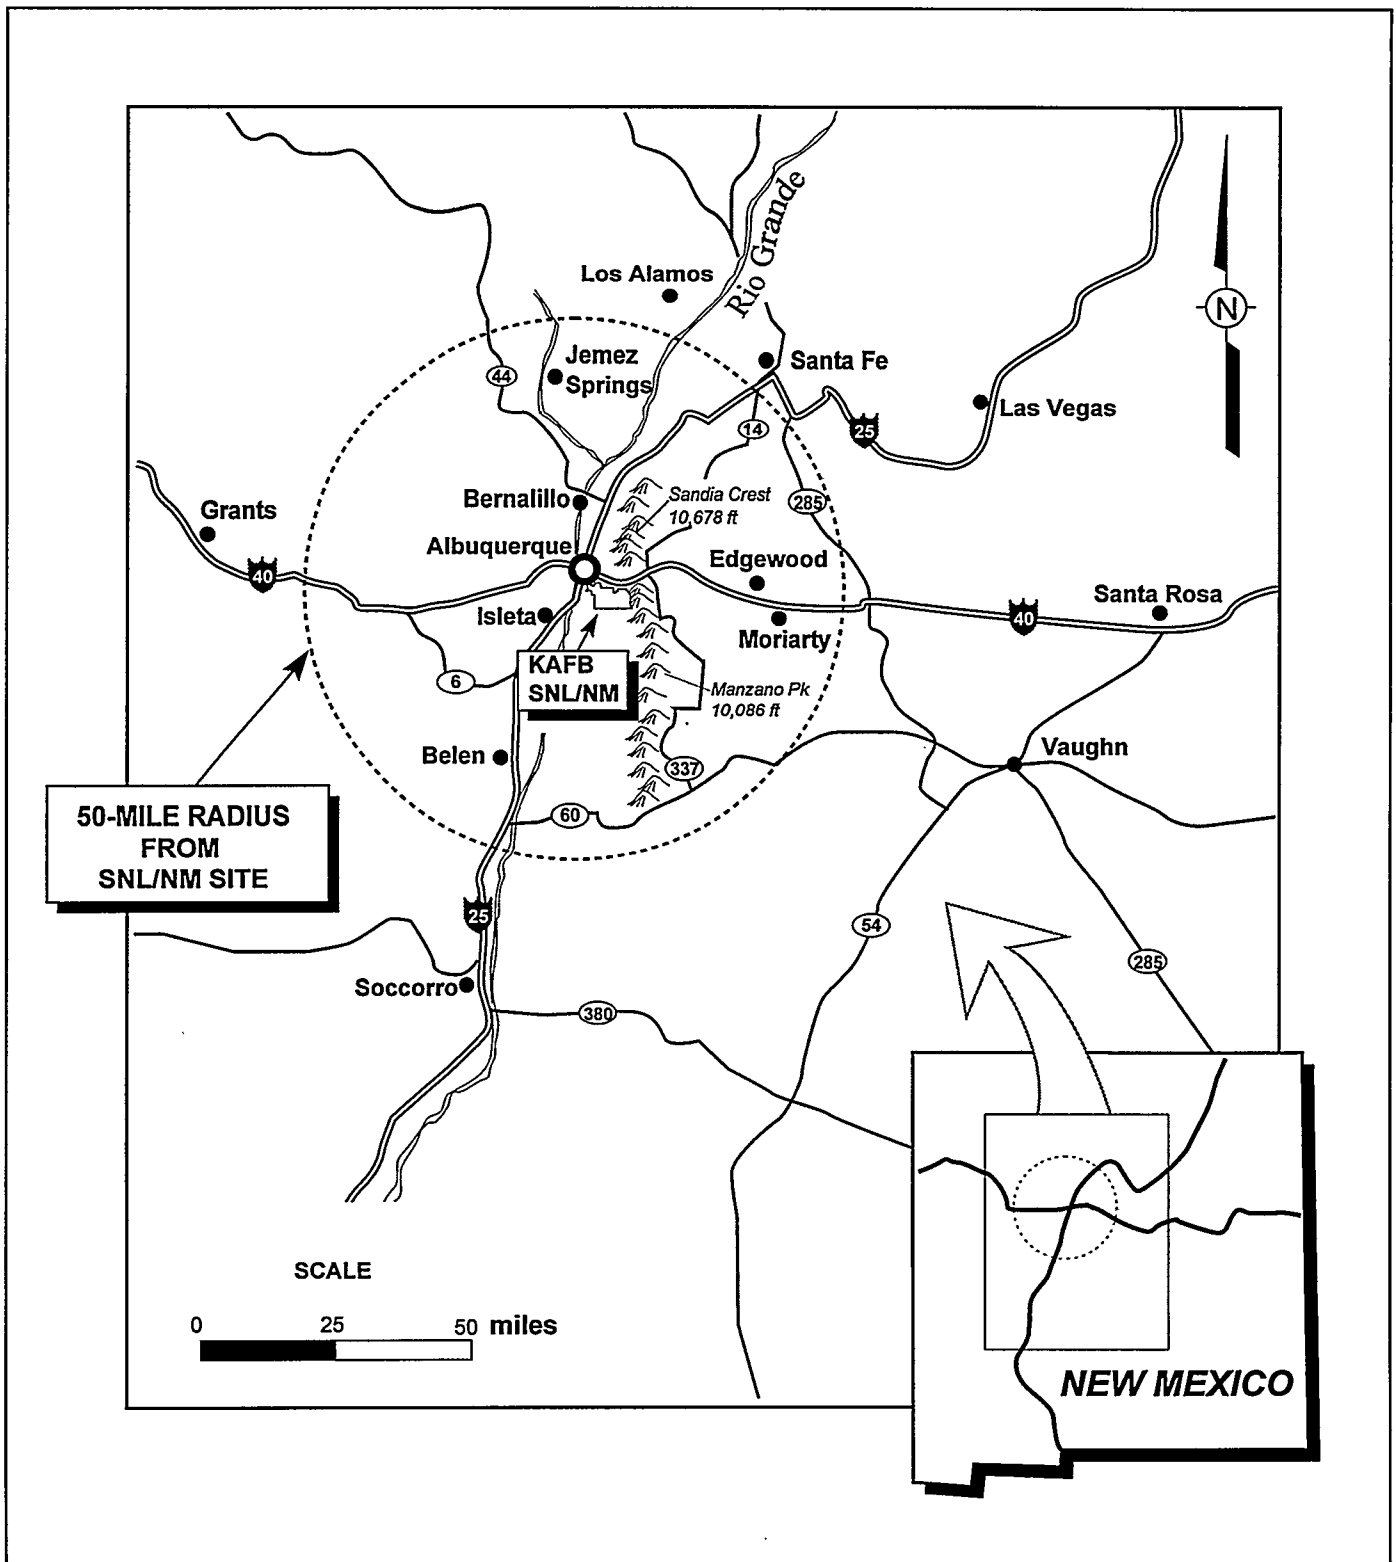 Rio Grande
Los Alamos
N
Jemez
Springs
Santa Fe
44
Las Vegas
14
25
Bernalillo
Sandia Crest
10,678 ft
285
Grants
Albuquerque
Edgewood
40
Isleta
Moriarty
40
Santa Rosa
KAFB
SNL/NM
6
Manzano Pk
10,086 ft
Belen
337
Vaughn
50-MILE RADIUS
FROM
SNL/NM SITE
60
25
54
285
Soccorro
380
SCALE
0 25 50 miles
NEW MEXICO